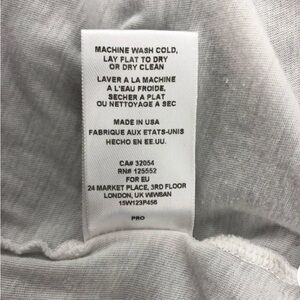 MACHINE WASH COLD,
LAY FLAT TO DRY
OR DRY CLEAN
LAVER A LA MACHINE
A L'EAU FROIDE,
SECHER A PLAT
OU NETTOYAGE A SEC
MADE IN USA
FABRIQUE AUX ETATS-UNIS
HECHO EN EE.UU.
CA# 32054
RN# 125552
FOR EU
24 MARKET PLACE, 3RD FLOOR
LONDON, UK WIW8AN
15W123P456
PRO